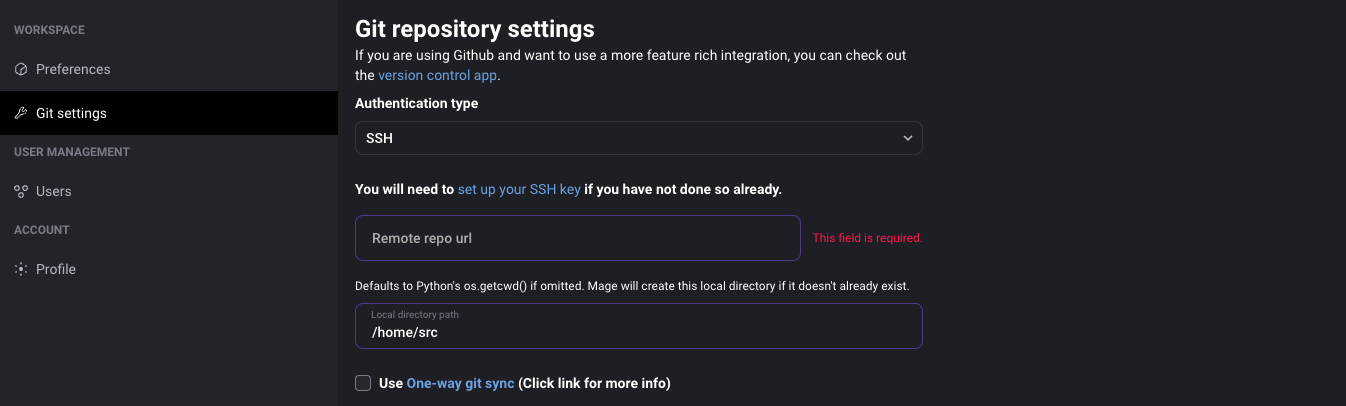 WORKSPACE
Preferences
Git settings
USER MANAGEMENT
Users
ACCOUNT
Profile
Git repository settings
If you are using Github and want to use a more feature rich integration, you can check out
the version control app.
Authentication type
SSH
You will need to set up your SSH key if you have not done so already.
Remote repo url
This field is required.
Defaults to Python's os.getcwd() if omitted. Mage will create this local directory if it doesn't already exist.
Local directory path
/home/src
Use One-way git sync (Click link for more info)